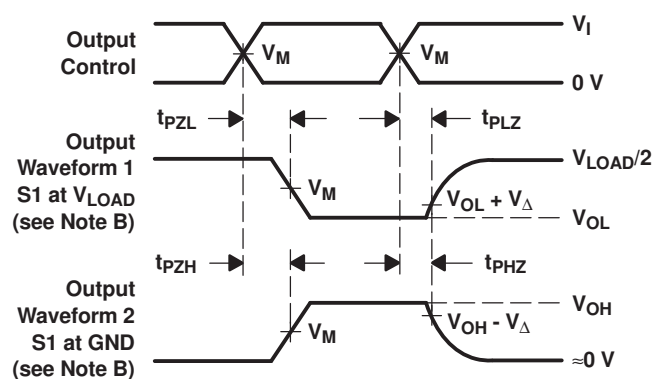 Output
Control
V_M
V_M
V_I
0 V
t_PZL
t_PLZ
Output
Waveform 1
S1 at V_LOAD
(see Note B)
V_M
V_LOAD/2
V_OL + V_Δ
V_OL
t_PZH
t_PHZ
Output
Waveform 2
S1 at GND
(see Note B)
V_M
V_OH
V_OH - V_Δ
≈0 V